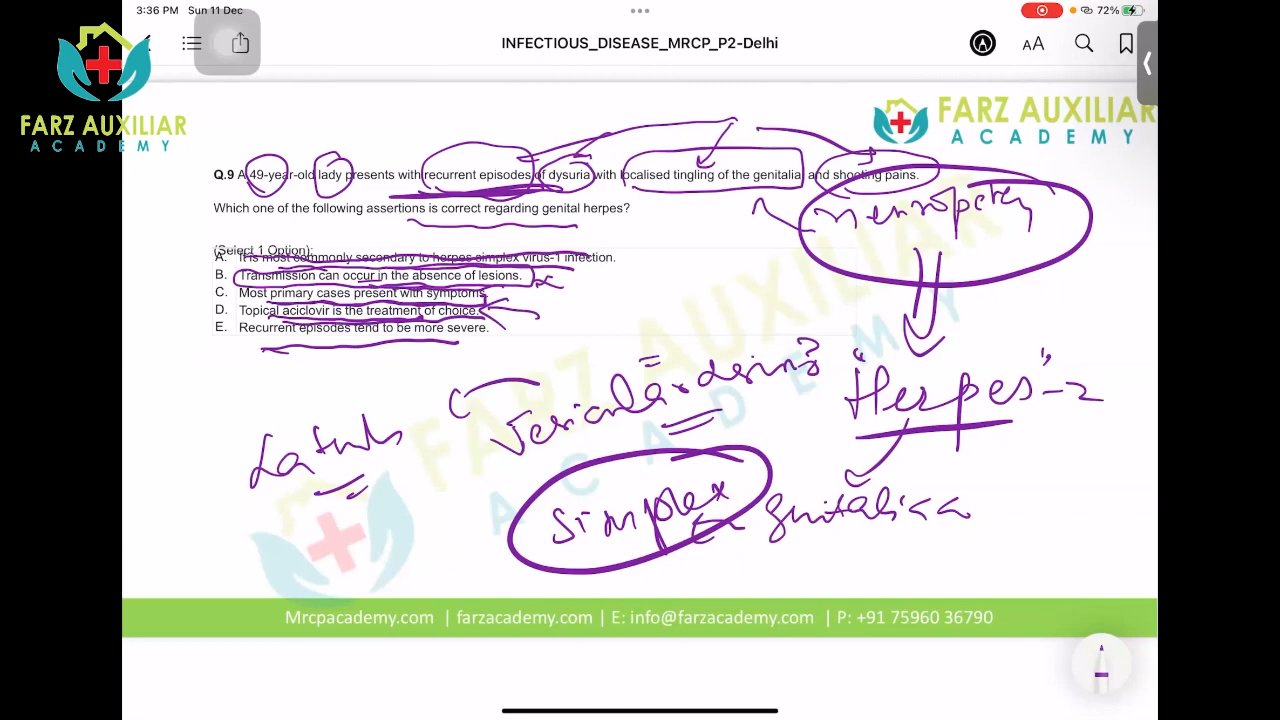 3:36 PM Sun 11 Dec
72%
INFECTIOUS_DISEASE_MRCP_P2-Delhi
AA
FARZ AUXILIAR
ACADEMY
FARZ AUXILIAR
ACADEMY
Q.9 A 49-year-old lady presents with recurrent episodes of dysuria with localised tingling of the genitalia and shooting pains.
Which one of the following assertions is correct regarding genital herpes?
(Select 1 Option):
A. It is most commonly secondary to herpes simplex virus-1 infection.
B. Transmission can occur in the absence of lesions.
C. Most primary cases present with symptoms.
D. Topical aciclovir is the treatment of choice.
E. Recurrent episodes tend to be more severe.
"Herpes"-2
simplex
FARZ AUXILIAR
ACADEMY
Mrcpacademy.com | farzacademy.com | E: info@farzacademy.com | P: +91 75960 36790